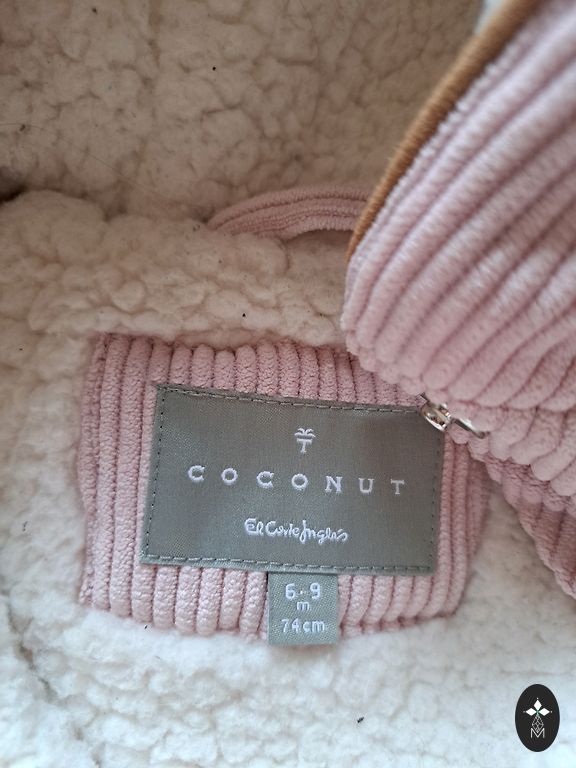 COCONUT
El Corte Inglés
6-9
m
74cm
M